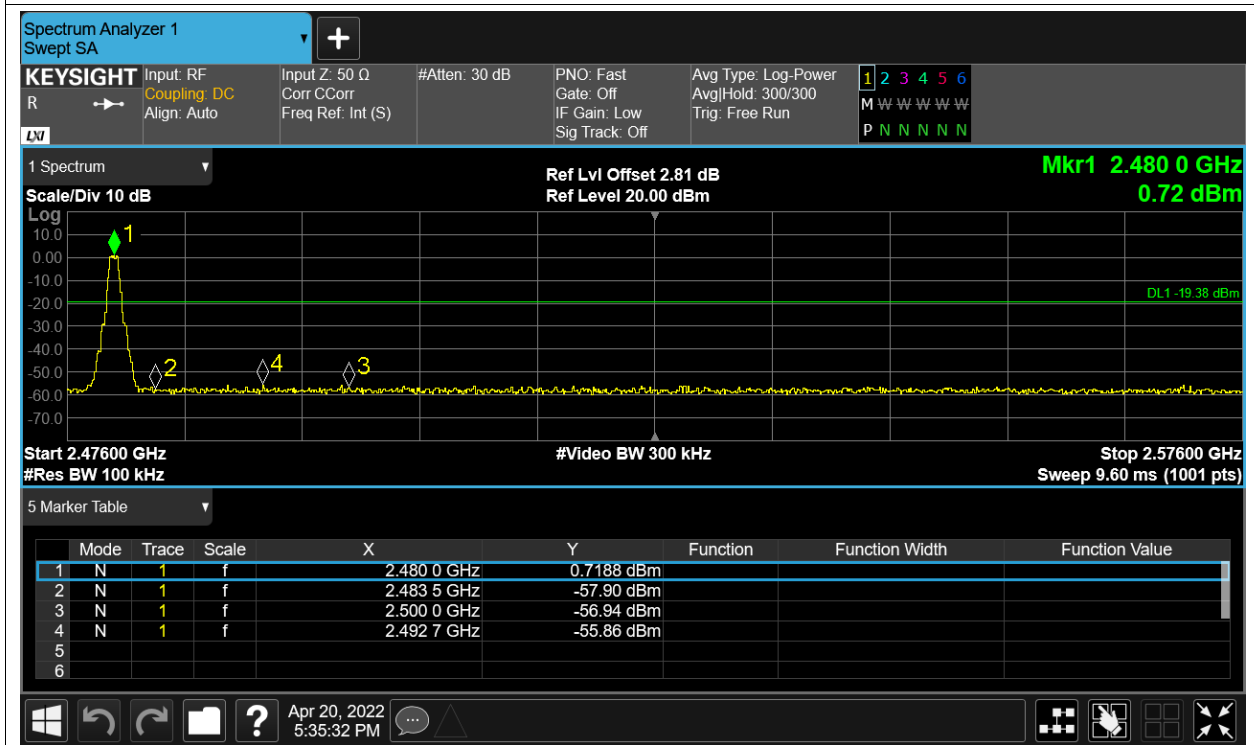 Spectrum Analyzer 1
Swept SA
KEYSIGHT
R
LXI
Input: RF
Coupling: DC
Align: Auto
Input Z: 50 Ω
Corr CCorr
Freq Ref: Int (S)
#Atten: 30 dB
PNO: Fast
Gate: Off
IF Gain: Low
Sig Track: Off
Avg Type: Log-Power
Avg|Hold: 300/300
Trig: Free Run
1 2 3 4 5 6
M W W W W W
P N N N N N
1 Spectrum
Scale/Div 10 dB
Ref Lvl Offset 2.81 dB
Ref Level 20.00 dBm
Mkr1 2.480 0 GHz
0.72 dBm
Log
10.0
0.00
-10.0
-20.0
-30.0
-40.0
-50.0
-60.0
-70.0
1
2
4
3
DL1 -19.38 dBm
Start 2.47600 GHz
#Res BW 100 kHz
#Video BW 300 kHz
Stop 2.57600 GHz
Sweep 9.60 ms (1001 pts)
5 Marker Table
Mode Trace Scale X Y Function Function Width Function Value
1 N 1 f 2.480 0 GHz 0.7188 dBm
2 N 1 f 2.483 5 GHz -57.90 dBm
3 N 1 f 2.500 0 GHz -56.94 dBm
4 N 1 f 2.492 7 GHz -55.86 dBm
5
6
?
Apr 20, 2022
5:35:32 PM